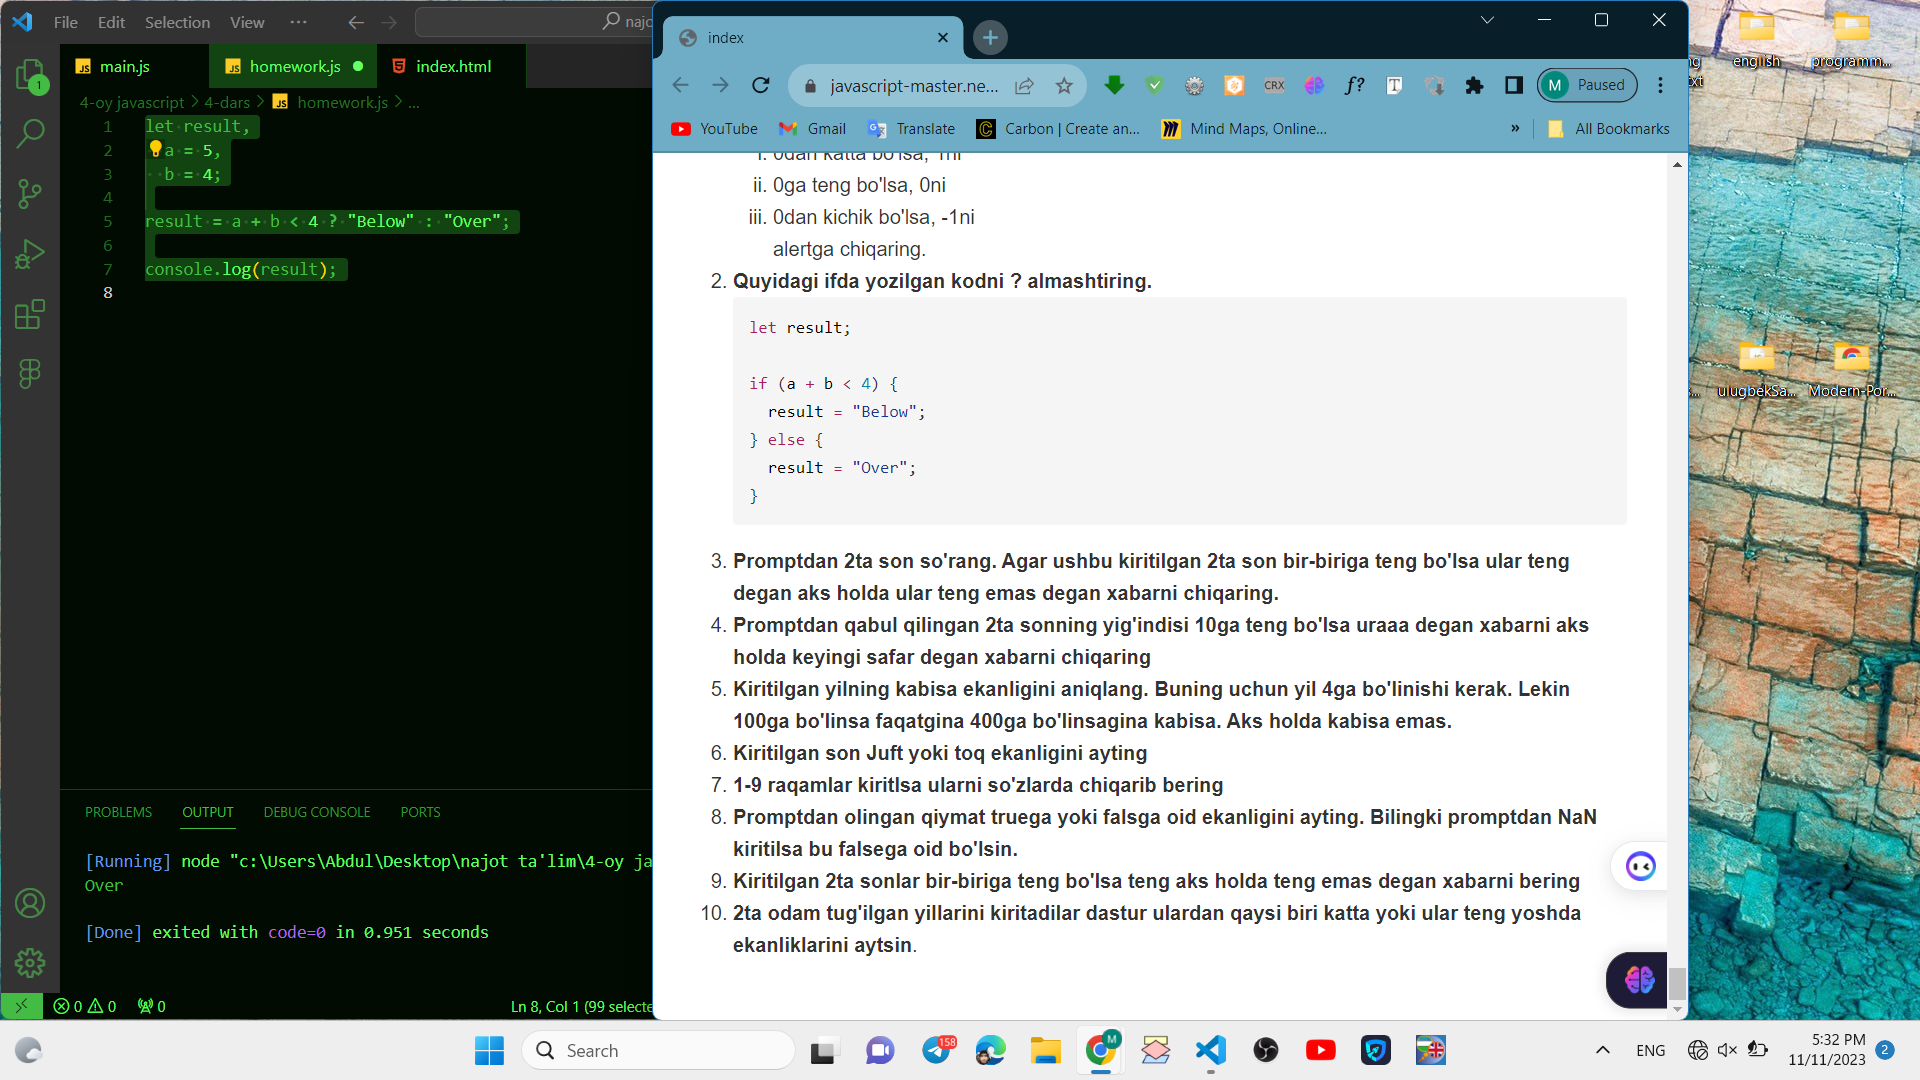 File Edit Selection View ···
main.js
homework.js
index.html
4-oy javascript > 4-dars > homework.js > ...
1 let result,
2 a = 5,
3 b = 4;
4
5 result = a + b < 4 ? "Below" : "Over";
6
7 console.log(result);
8
PROBLEMS OUTPUT DEBUG CONSOLE PORTS
[Running] node "c:\Users\Abdul\Desktop\najot ta'lim\4-oy ja
Over
[Done] exited with code=0 in 0.951 seconds
0 0 0
Ln 8, Col 1 (99 selecte
index
javascript-master.ne...
CRX
f?
T
M Paused
YouTube Gmail Translate Carbon | Create an... Mind Maps, Online... » All Bookmarks
i. 0dan katta bo'lsa, 1ni
ii. 0ga teng bo'lsa, 0ni
iii. 0dan kichik bo'lsa, -1ni
alertga chiqaring.
2. Quyidagi ifda yozilgan kodni ? almashtiring.
let result;
if (a + b < 4) {
result = "Below";
} else {
result = "Over";
}
3. Promptdan 2ta son so'rang. Agar ushbu kiritilgan 2ta son bir-biriga teng bo'lsa ular teng
degan aks holda ular teng emas degan xabarni chiqaring.
4. Promptdan qabul qilingan 2ta sonning yig'indisi 10ga teng bo'lsa uraaa degan xabarni aks
holda keyingi safar degan xabarni chiqaring
5. Kiritilgan yilning kabisa ekanligini aniqlang. Buning uchun yil 4ga bo'linishi kerak. Lekin
100ga bo'linsa faqatgina 400ga bo'linsagina kabisa. Aks holda kabisa emas.
6. Kiritilgan son Juft yoki toq ekanligini ayting
7. 1-9 raqamlar kiritlsa ularni so'zlarda chiqarib bering
8. Promptdan olingan qiymat truega yoki falsga oid ekanligini ayting. Bilingki promptdan NaN
kiritilsa bu falsega oid bo'lsin.
9. Kiritilgan 2ta sonlar bir-biriga teng bo'lsa teng aks holda teng emas degan xabarni bering
10. 2ta odam tug'ilgan yillarini kiritadilar dastur ulardan qaysi biri katta yoki ular teng yoshda
ekanliklarini aytsin.
english
programm...
ulugbekSa...
Modern-Por...
Search
158
M
ENG
5:32 PM
11/11/2023
2